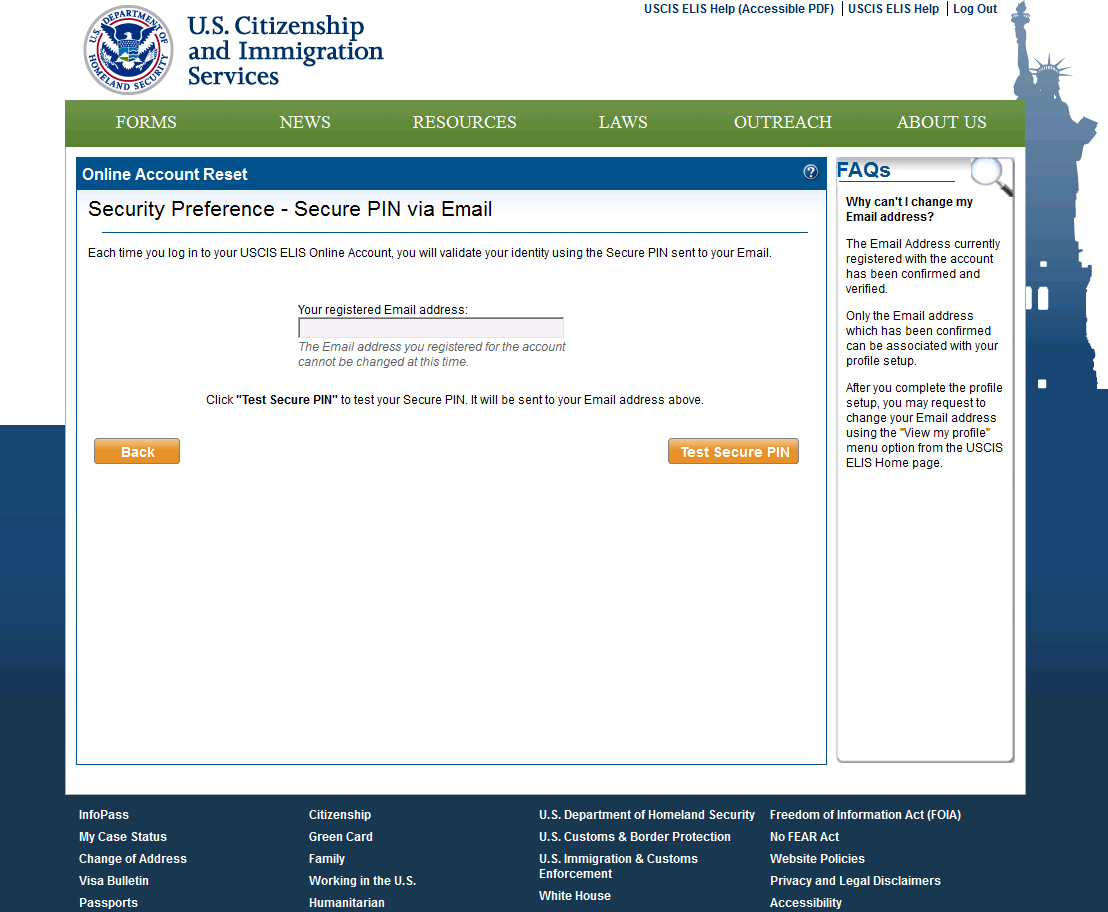 USCIS ELIS Help (Accessible PDF) | USCIS ELIS Help | Log Out
U.S. DEPARTMENT OF HOMELAND SECURITY
U.S. Citizenship
and Immigration
Services
FORMS NEWS RESOURCES LAWS OUTREACH ABOUT US
Online Account Reset
?
Security Preference - Secure PIN via Email
Each time you log in to your USCIS ELIS Online Account, you will validate your identity using the Secure PIN sent to your Email.
Your registered Email address:
The Email address you registered for the account
cannot be changed at this time.
Click "Test Secure PIN" to test your Secure PIN. It will be sent to your Email address above.
Back
Test Secure PIN
FAQs
Why can't I change my
Email address?
The Email Address currently
registered with the account
has been confirmed and
verified.
Only the Email address
which has been confirmed
can be associated with your
profile setup.
After you complete the profile
setup, you may request to
change your Email address
using the "View my profile"
menu option from the USCIS
ELIS Home page.
InfoPass
My Case Status
Change of Address
Visa Bulletin
Passports
Citizenship
Green Card
Family
Working in the U.S.
Humanitarian
U.S. Department of Homeland Security
U.S. Customs & Border Protection
U.S. Immigration & Customs
Enforcement
White House
Freedom of Information Act (FOIA)
No FEAR Act
Website Policies
Privacy and Legal Disclaimers
Accessibility